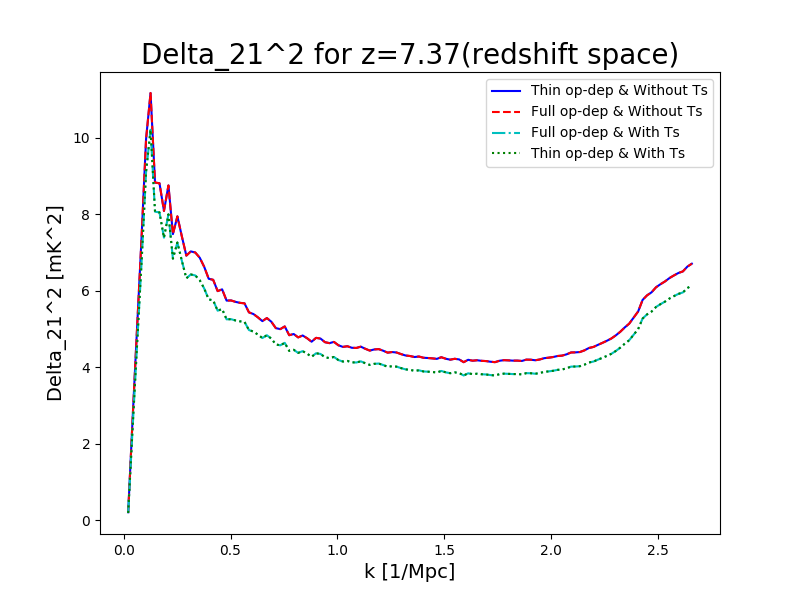 Delta_21^2 for z=7.37(redshift space)
Thin op-dep & Without Ts
Full op-dep & Without Ts
Full op-dep & With Ts
Thin op-dep & With Ts
Delta_21^2 [mK^2]
10
8
6
4
2
0
0.0 0.5 1.0 1.5 2.0 2.5
k [1/Mpc]